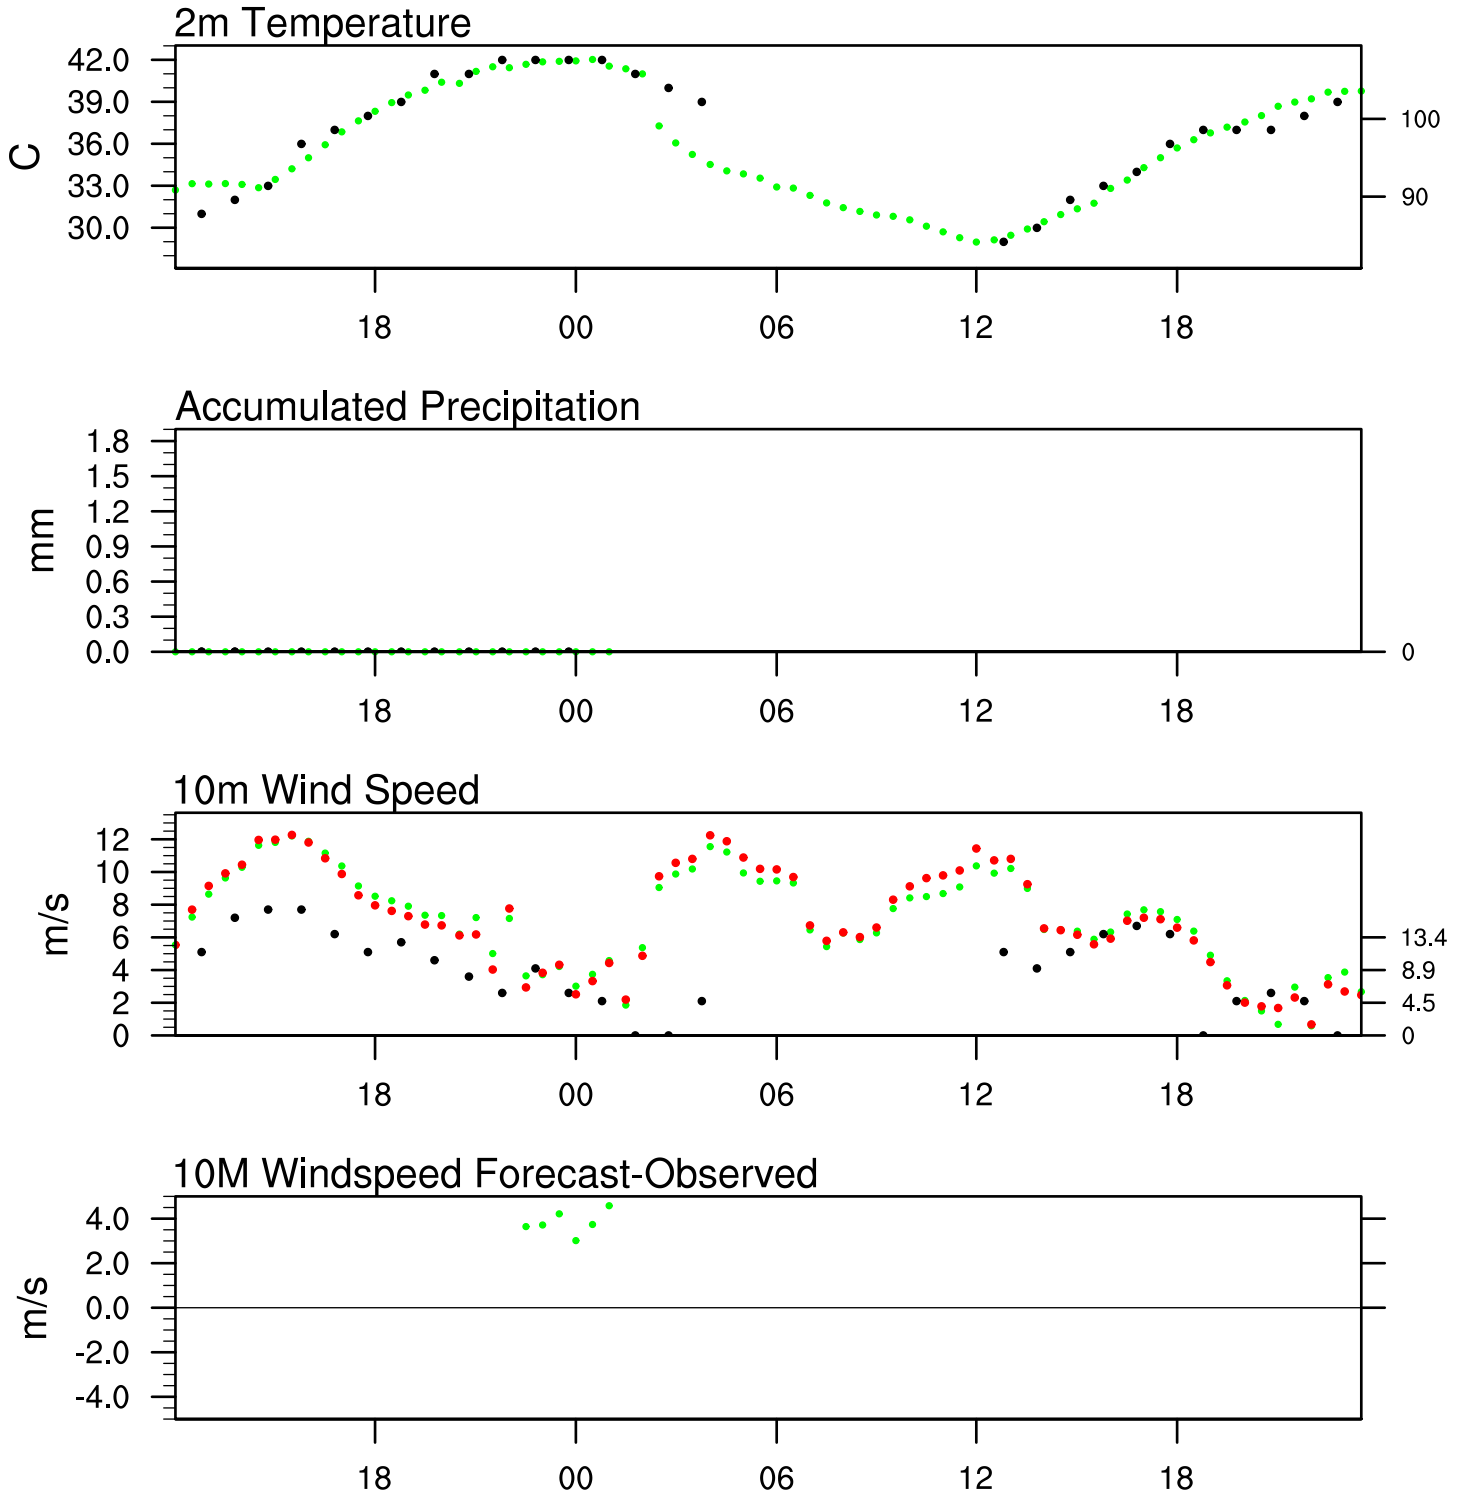 2m Temperature
42.0
39.0
36.0
33.0
30.0
C
100
90
18 00 06 12 18
Accumulated Precipitation
1.8
1.5
1.2
0.9
0.6
0.3
0.0
mm
0
18 00 06 12 18
10m Wind Speed
12
10
8
6
4
2
0
m/s
13.4
8.9
4.5
0
18 00 06 12 18
10M Windspeed Forecast-Observed
4.0
2.0
0.0
-2.0
-4.0
m/s
18 00 06 12 18